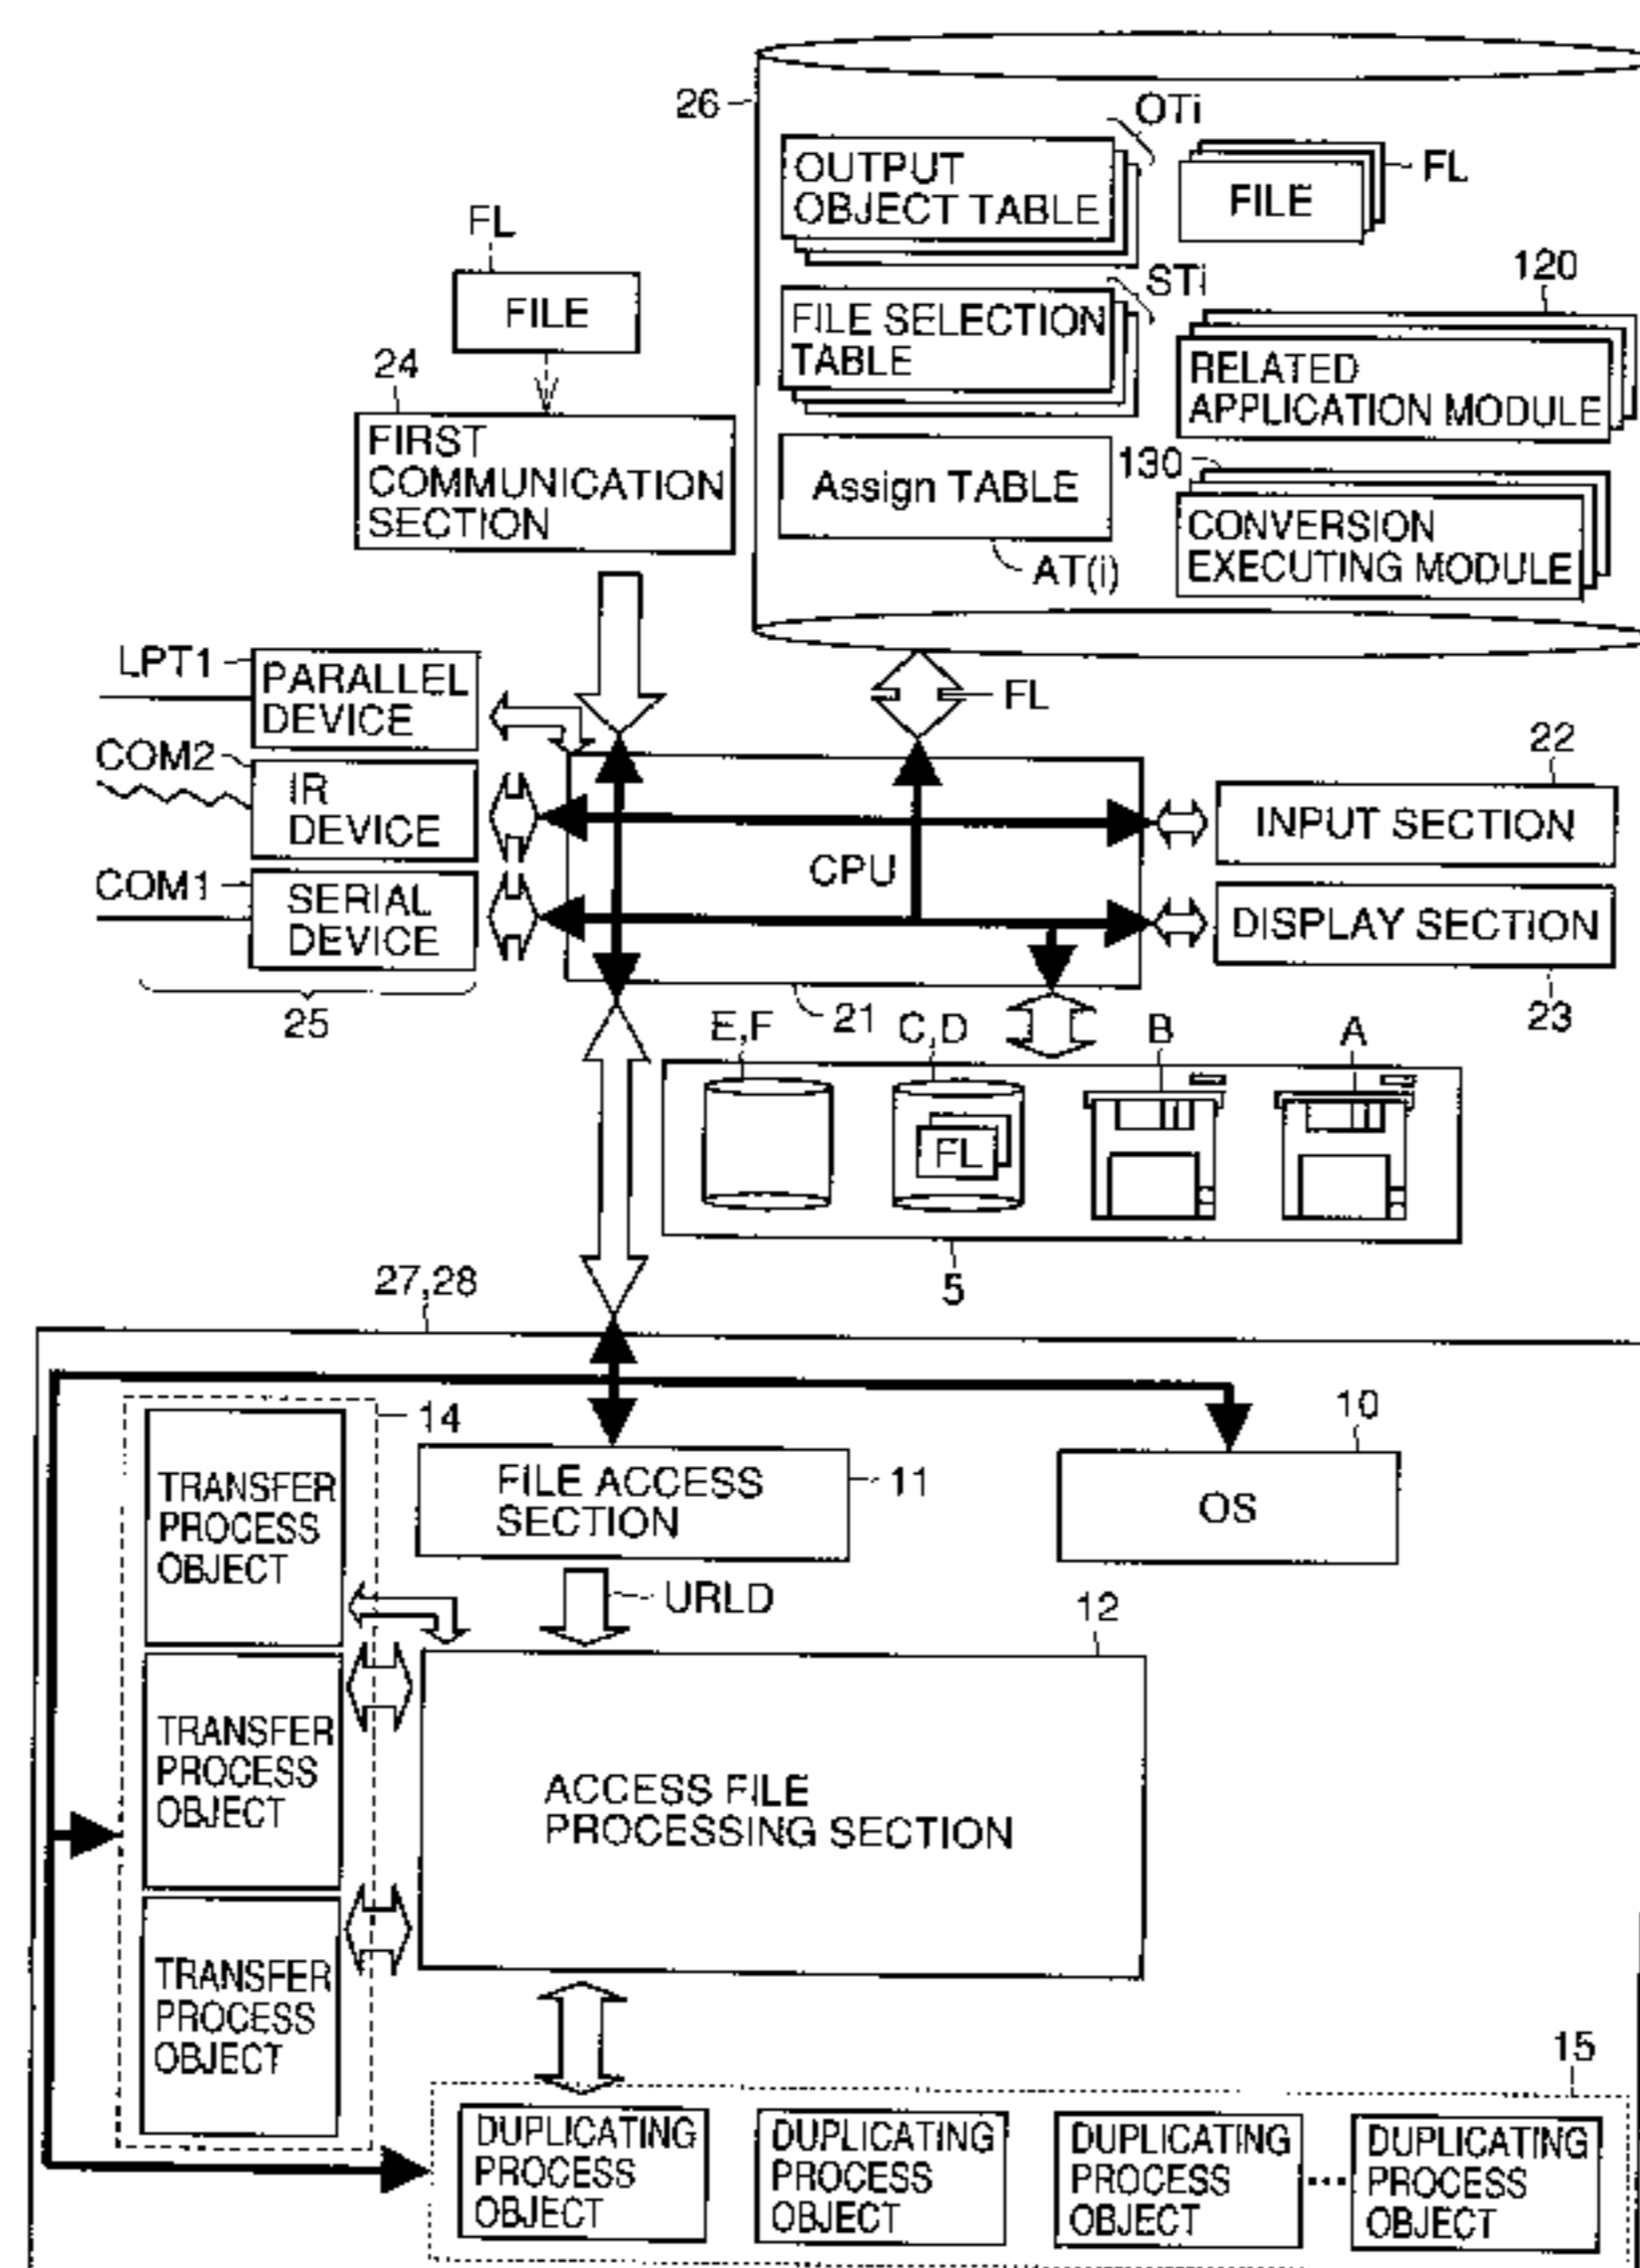 26
OTi
OUTPUT
OBJECT TABLE
FILE
FL
FL
FILE
STi
120
FILE SELECTION
TABLE
24
FIRST
COMMUNICATION
SECTION
RELATED
APPLICATION MODULE
Assign TABLE
130
CONVERSION
EXECUTING MODULE
AT(i)
LPT1
PARALLEL
DEVICE
FL
COM2
IR
DEVICE
22
INPUT SECTION
CPU
COM1
SERIAL
DEVICE
DISPLAY SECTION
25
21
23
E,F
C,D
B
A
FL
5
27,28
14
10
TRANSFER
PROCESS
OBJECT
FILE ACCESS
SECTION
11
OS
URLD
12
TRANSFER
PROCESS
OBJECT
ACCESS FILE
PROCESSING SECTION
TRANSFER
PROCESS
OBJECT
15
DUPLICATING
PROCESS
OBJECT
DUPLICATING
PROCESS
OBJECT
DUPLICATING
PROCESS
OBJECT
...
DUPLICATING
PROCESS
OBJECT